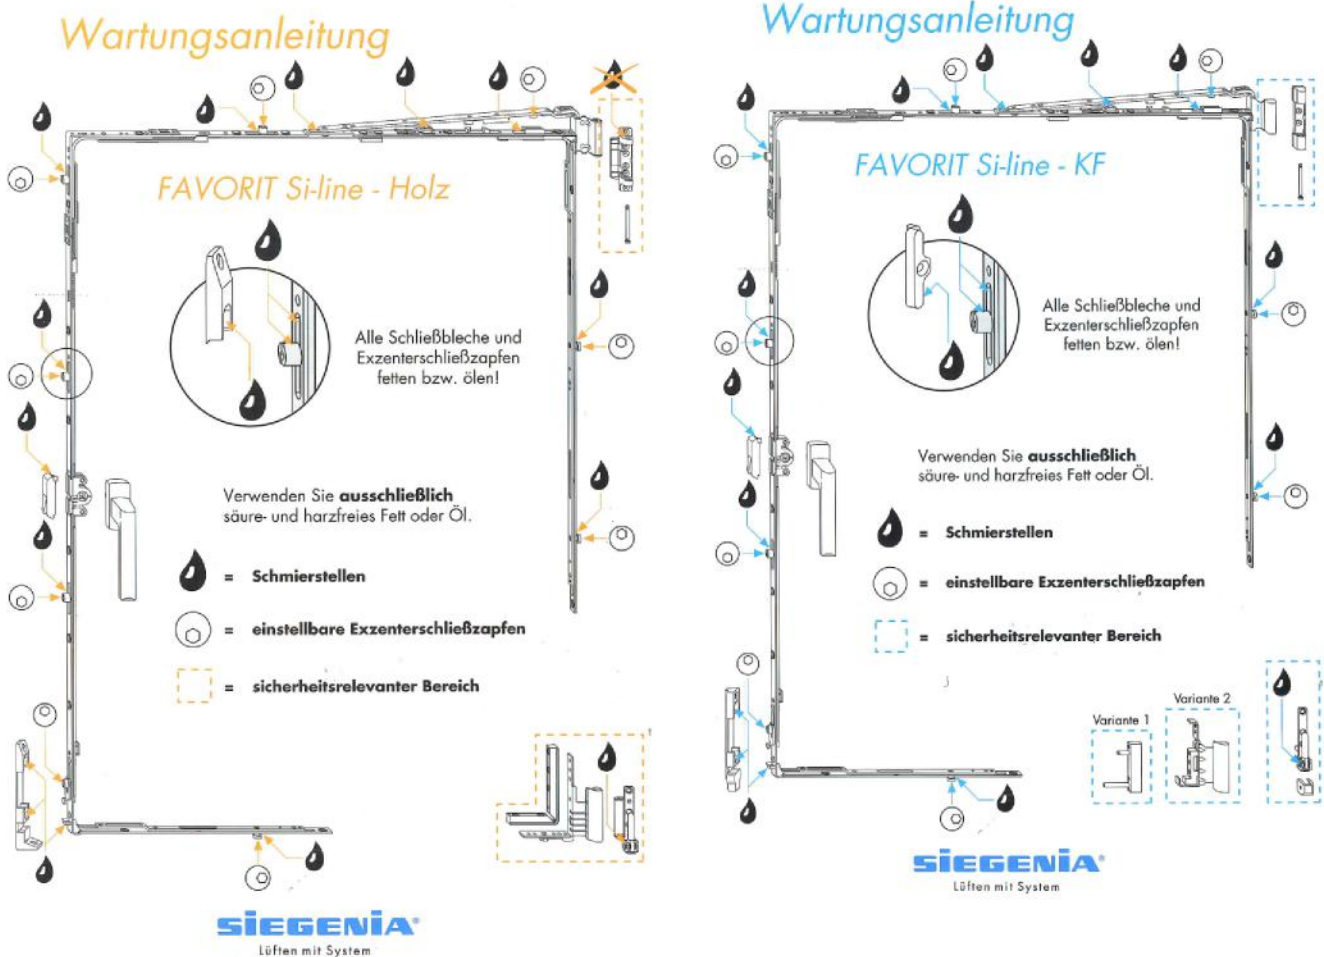 Wartungsanleitung
FAVORIT Si-line - Holz
Alle Schließbleche und
Exzenterschließzapfen
fetten bzw. ölen!
Verwenden Sie ausschließlich
säure- und harzfreies Fett oder Öl.
= Schmierstellen
= einstellbare Exzenterschließzapfen
= sicherheitsrelevanter Bereich
SIEGENIA®
Lüften mit System
Wartungsanleitung
FAVORIT Si-line - KF
Alle Schließbleche und
Exzenterschließzapfen
fetten bzw. ölen!
Verwenden Sie ausschließlich
säure- und harzfreies Fett oder Öl.
= Schmierstellen
= einstellbare Exzenterschließzapfen
= sicherheitsrelevanter Bereich
Variante 1
Variante 2
SIEGENIA®
Lüften mit System